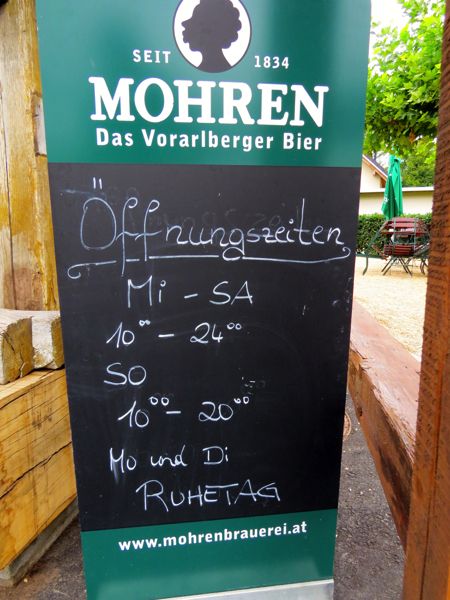 SEIT 1834
MOHREN
Das Vorarlberger Bier
Öffnungszeiten
Mi - SA
10⁰⁰ - 24⁰⁰
SO
10⁰⁰ - 20⁰⁰
Mo und Di
RUHETAG
www.mohrenbrauerei.at